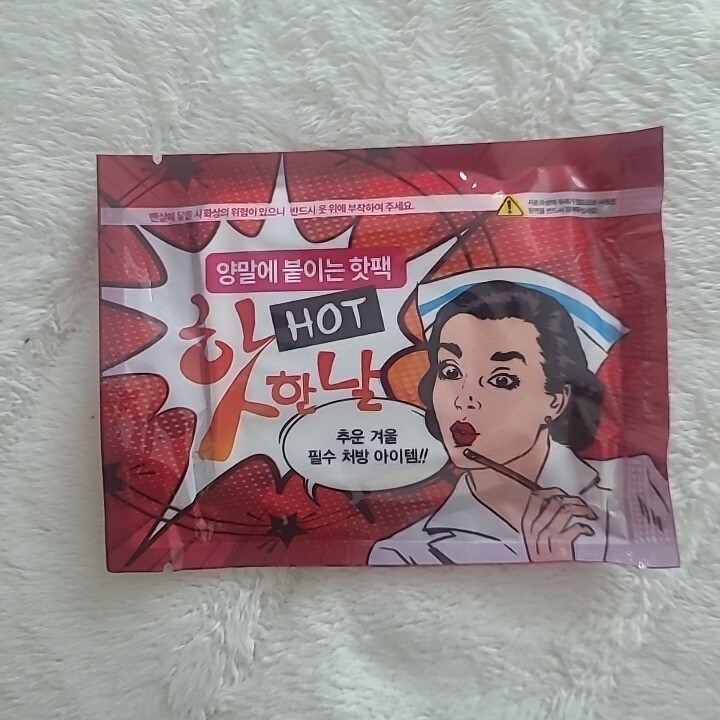 맨살에 닿을 시 화상의 위험이 있으니 반드시 옷 위에 부착하여 주세요.
양말에 붙이는 핫팩
HOT
핫한날
추운 겨울
필수 처방 아이템!!